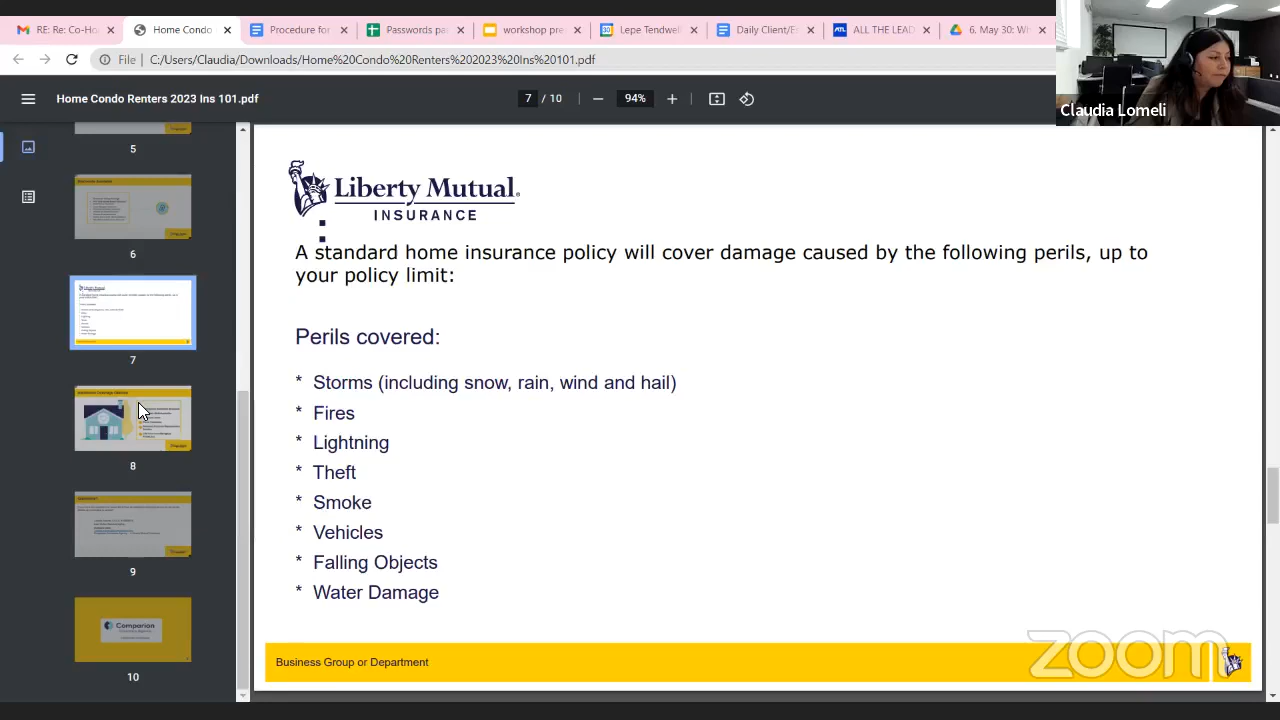 RE: Re: Co-Ho
Home Condo
Procedure for
Passwords pa
workshop pre
Lepe Tendwell
Daily Client/E
ALL THE LEAD
6. May 30: Wh
File
C:/Users/Claudia/Downloads/Home%20Condo%20Renters%202023%20Ins%20101.pdf
Home Condo Renters 2023 Ins 101.pdf
7 / 10
94%
Claudia Lomeli
5
6
7
8
9
Comparion
10
Liberty Mutual
INSURANCE
A standard home insurance policy will cover damage caused by the following perils, up to
your policy limit:
Perils covered:
* Storms (including snow, rain, wind and hail)
* Fires
* Lightning
* Theft
* Smoke
* Vehicles
* Falling Objects
* Water Damage
Business Group or Department
zoom